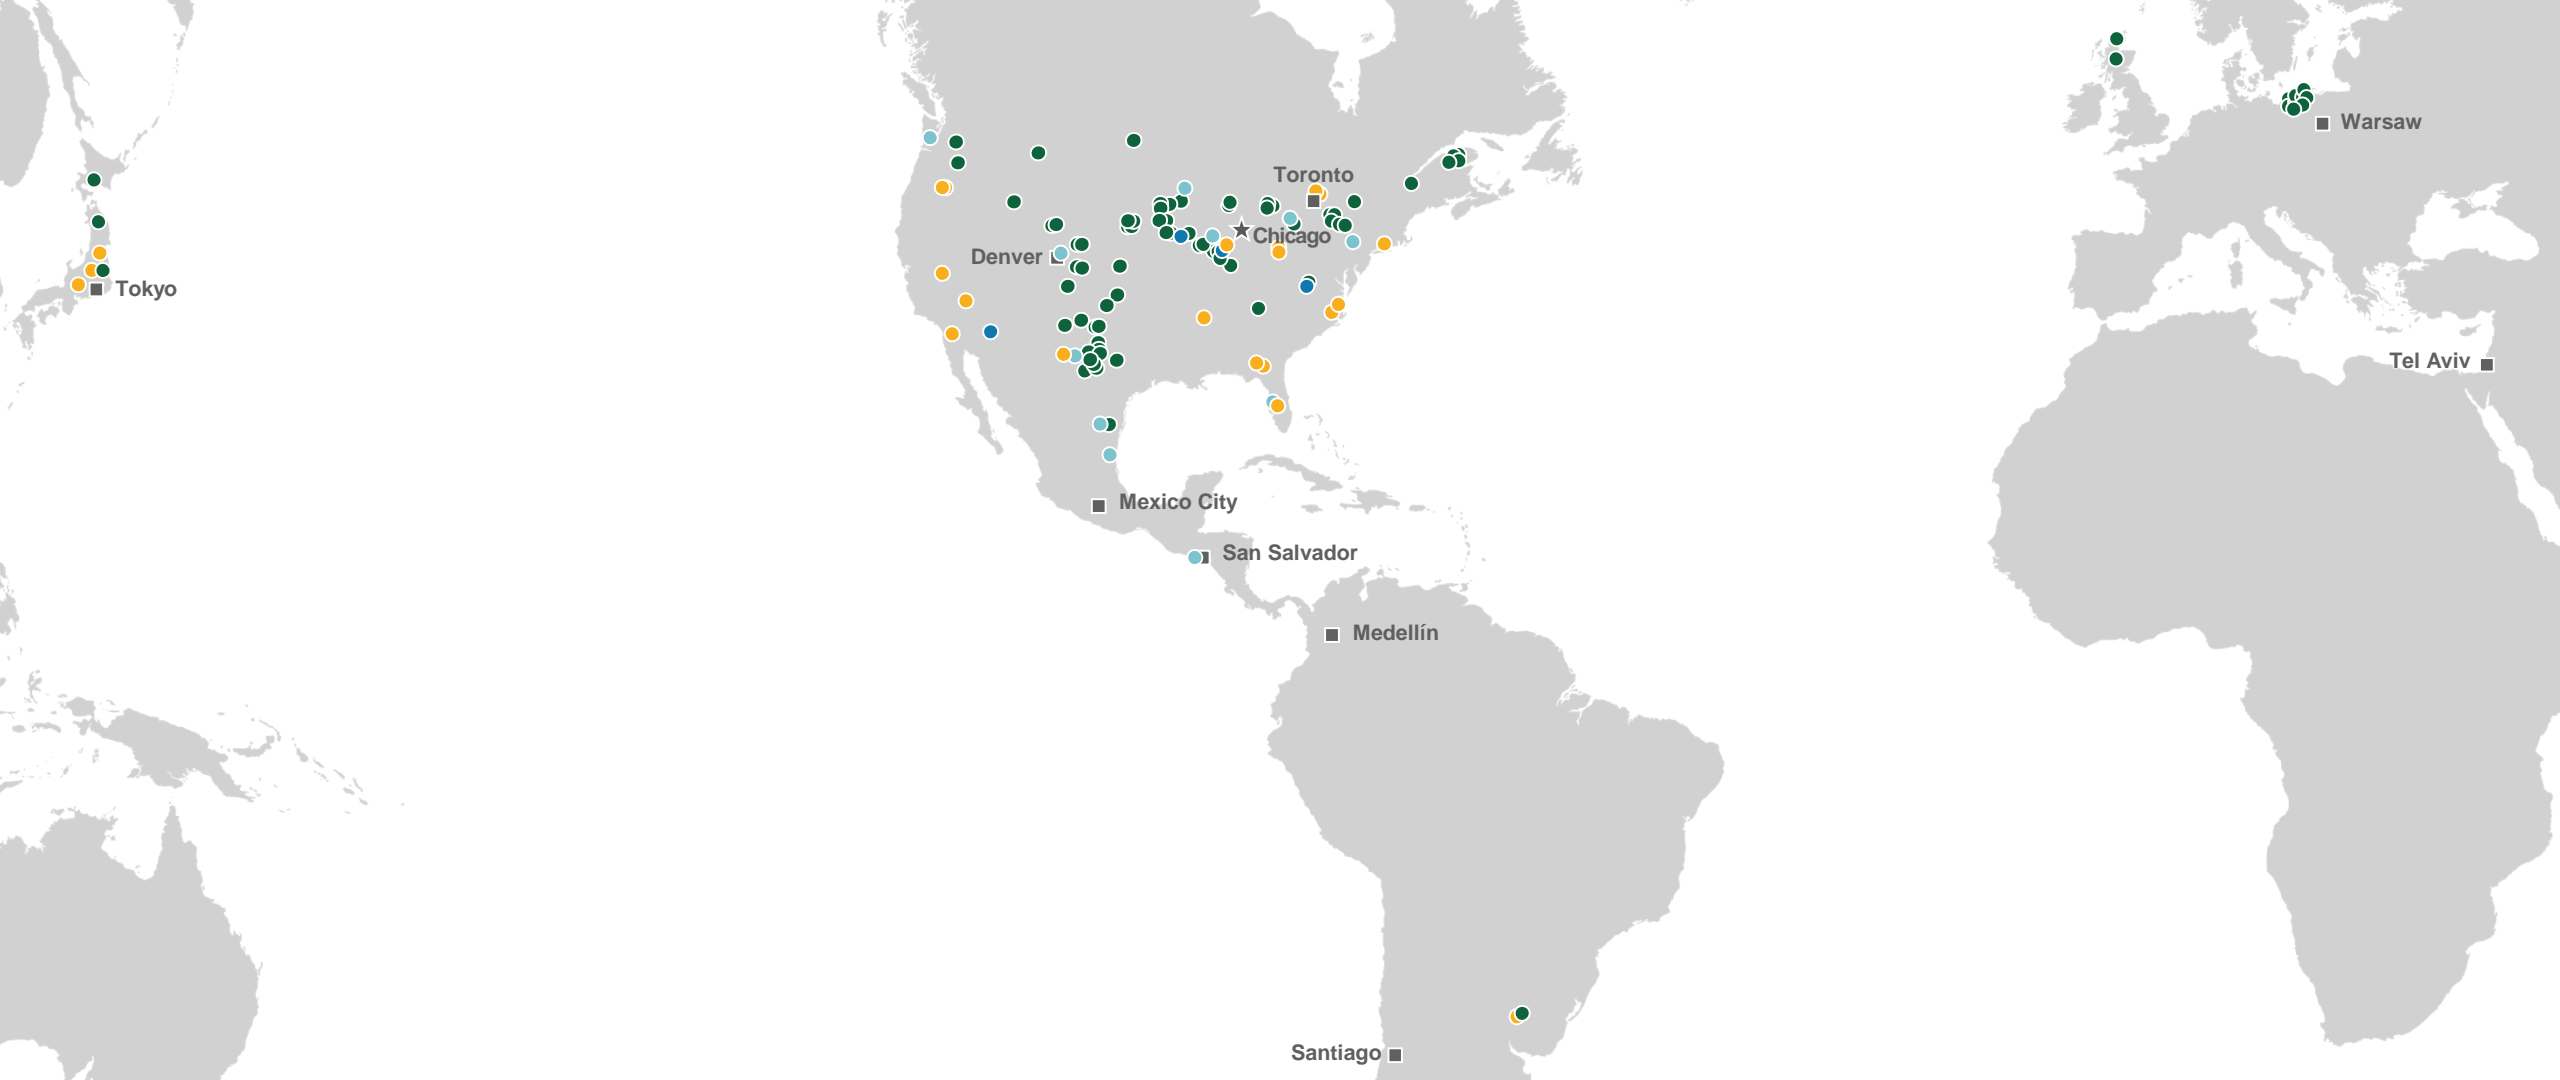 Warsaw
Toronto
Chicago
Denver
Tokyo
Tel Aviv
Mexico City
San Salvador
Medellín
Santiago